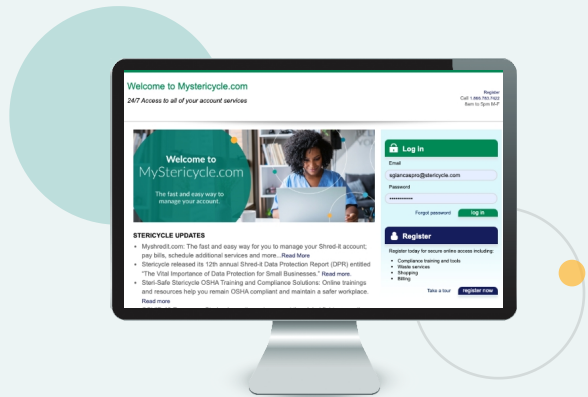 Welcome to Mystericycle.com
24/7 Access to all of your account services
Register
Call 1.866.783.7422
8am to 5pm M-F
Welcome to
MyStericycle.com
The fast and easy way to
manage your account.
Log in
Email
sglancaspro@stericycle.com
Password
Forgot password
log in
STERICYCLE UPDATES
• Myshredit.com: The fast and easy way for you to manage your Shred-it account;
pay bills, schedule additional services and more...Read More
• Stericycle released its 12th annual Shred-it Data Protection Report (DPR) entitled
"The Vital Importance of Data Protection for Small Businesses." Read more.
• Steri-Safe Stericycle OSHA Training and Compliance Solutions: Online trainings
and resources help you remain OSHA compliant and maintain a safer workplace.
Read more
Register
Register today for secure online access including:
• Compliance training and tools
• Waste services
• Shopping
• Billing
Take a tour
register now